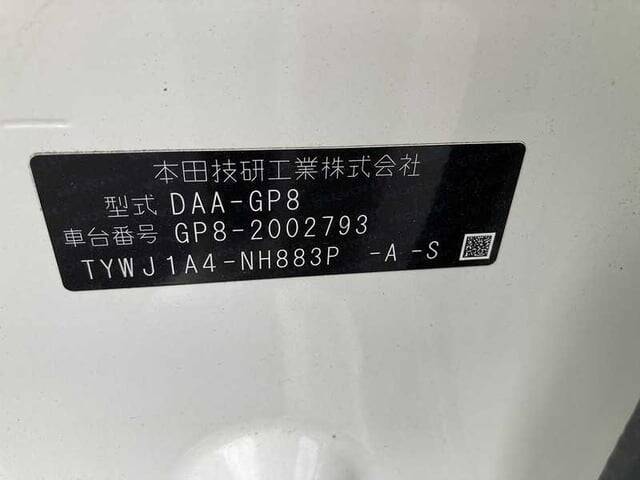 本田技研工業株式会社
型式 DAA-GP8
車台番号 GP8-2002793
TYWJ1A4-NH883P -A -S